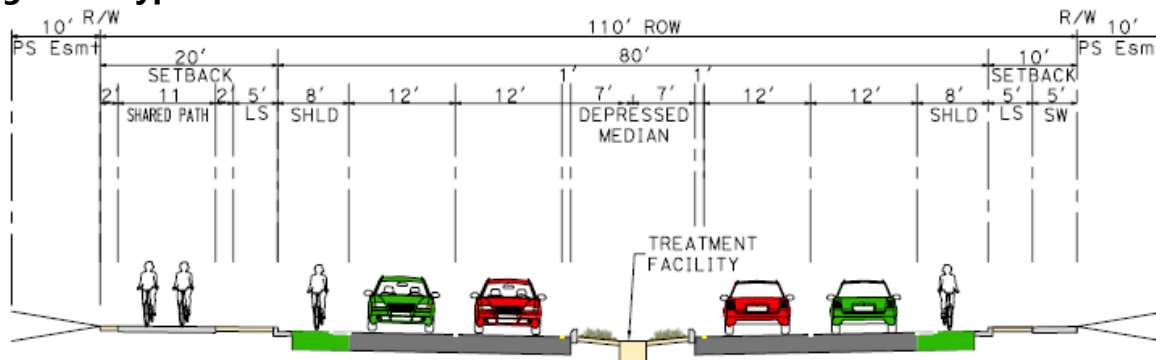 R/W
R/W
10'
110' ROW
10'
PS Esmt
PS Esm
20'
80'
10'
SETBACK
1'
1'
SETBACK
2'
11
2'
5'
8'
12'
12'
7'
7'
12'
12'
8'
5'
5'
SHARED PATH
LS
SHLD
DEPRESSED
MEDIAN
SHLD
LS
SW
TREATMENT
FACILITY